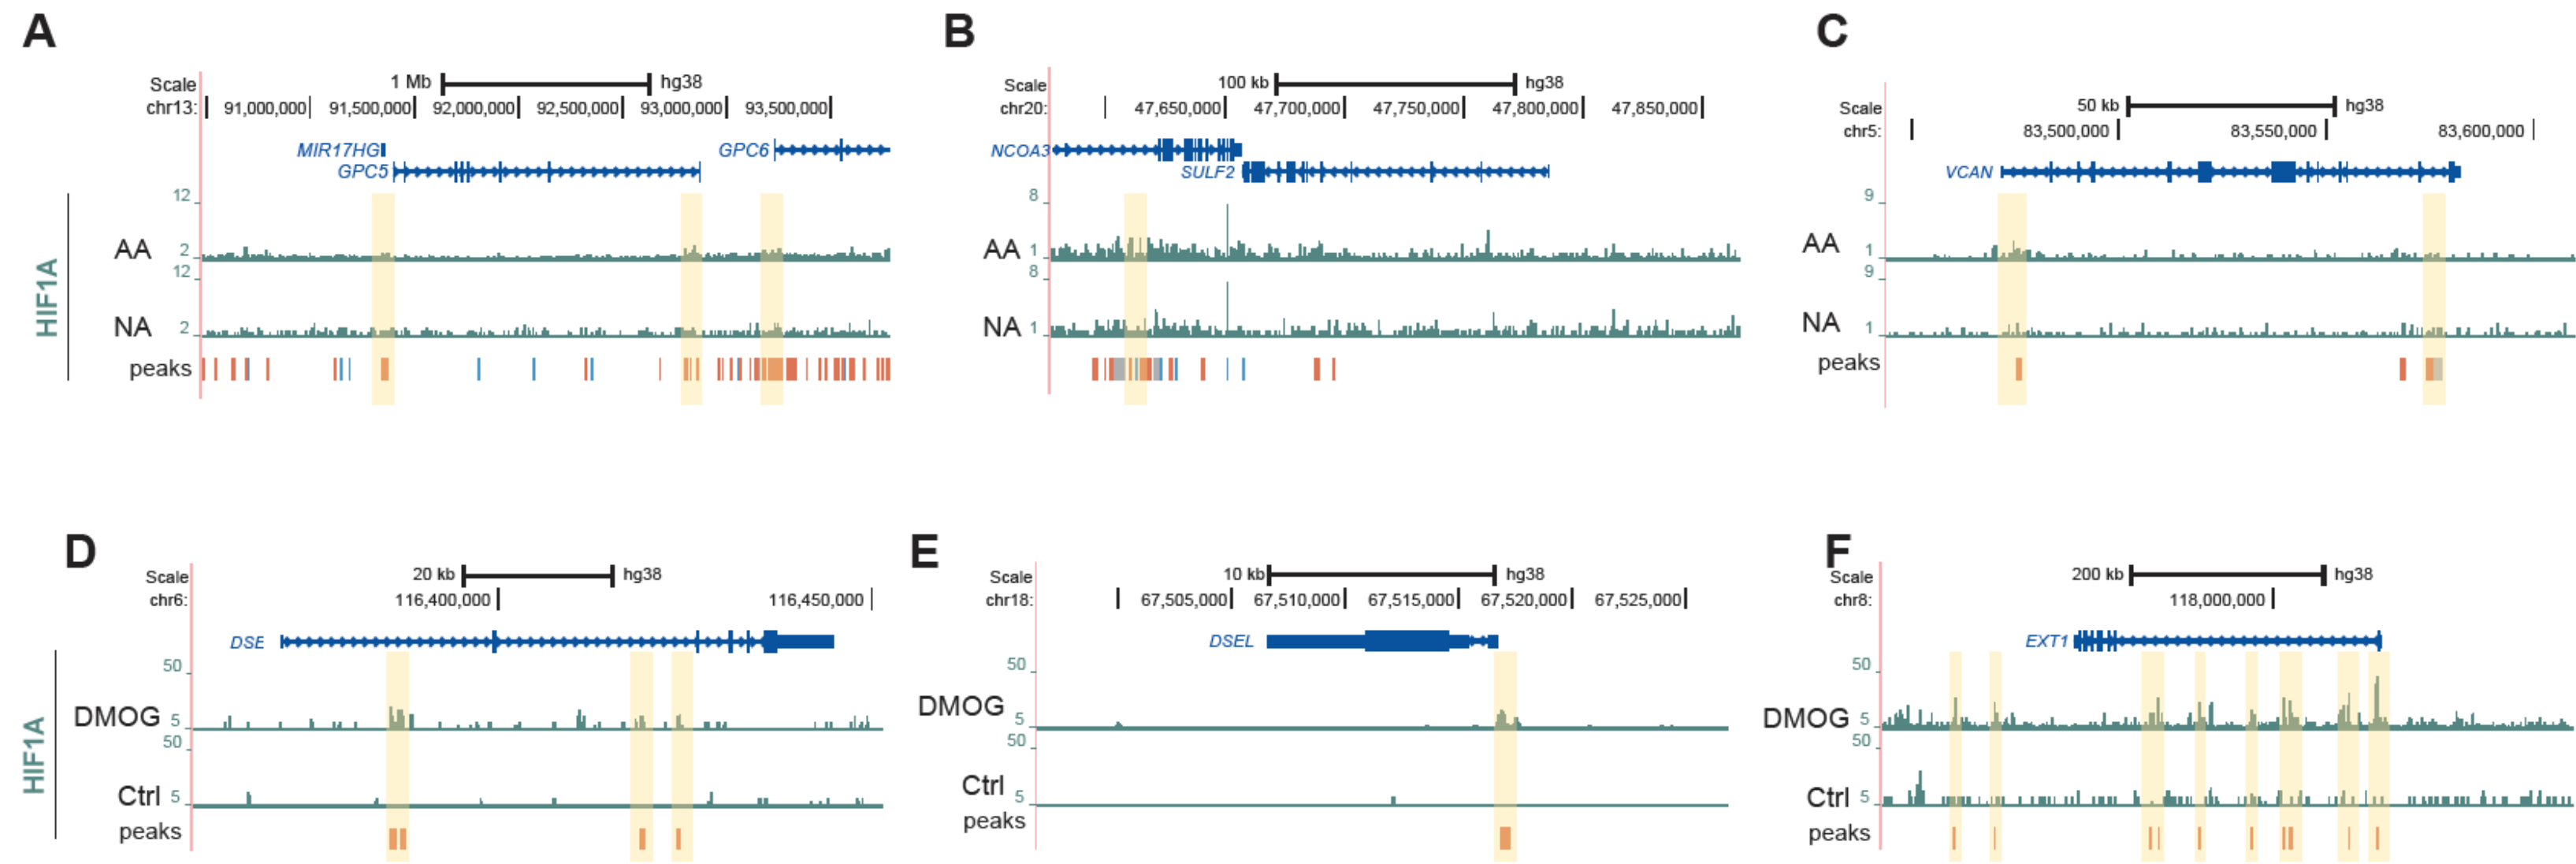 A
Scale 1 Mb hg38
chr13: 91,000,000 91,500,000 92,000,000 92,500,000 93,000,000 93,500,000
MIR17HG GPC6
GPC5
12
AA 2
12
NA 2
peaks
HIF1A
B
Scale 100 kb hg38
chr20: 47,650,000 47,700,000 47,750,000 47,800,000 47,850,000
NCOA3
SULF2
8
AA 1
8
NA 1
C
Scale 50 kb hg38
chr5: 83,500,000 83,550,000 83,600,000
VCAN
9
AA 1
9
NA 1
peaks
D
Scale 20 kb hg38
chr6: 116,400,000 116,450,000
DSE
50
DMOG 5
50
Ctrl 5
peaks
HIF1A
E
Scale 10 kb hg38
chr18: 67,505,000 67,510,000 67,515,000 67,520,000 67,525,000
DSEL
50
DMOG 5
50
Ctrl 5
peaks
F
Scale 200 kb hg38
chr8: 118,000,000
EXT1
50
DMOG 5
50
Ctrl 5
peaks